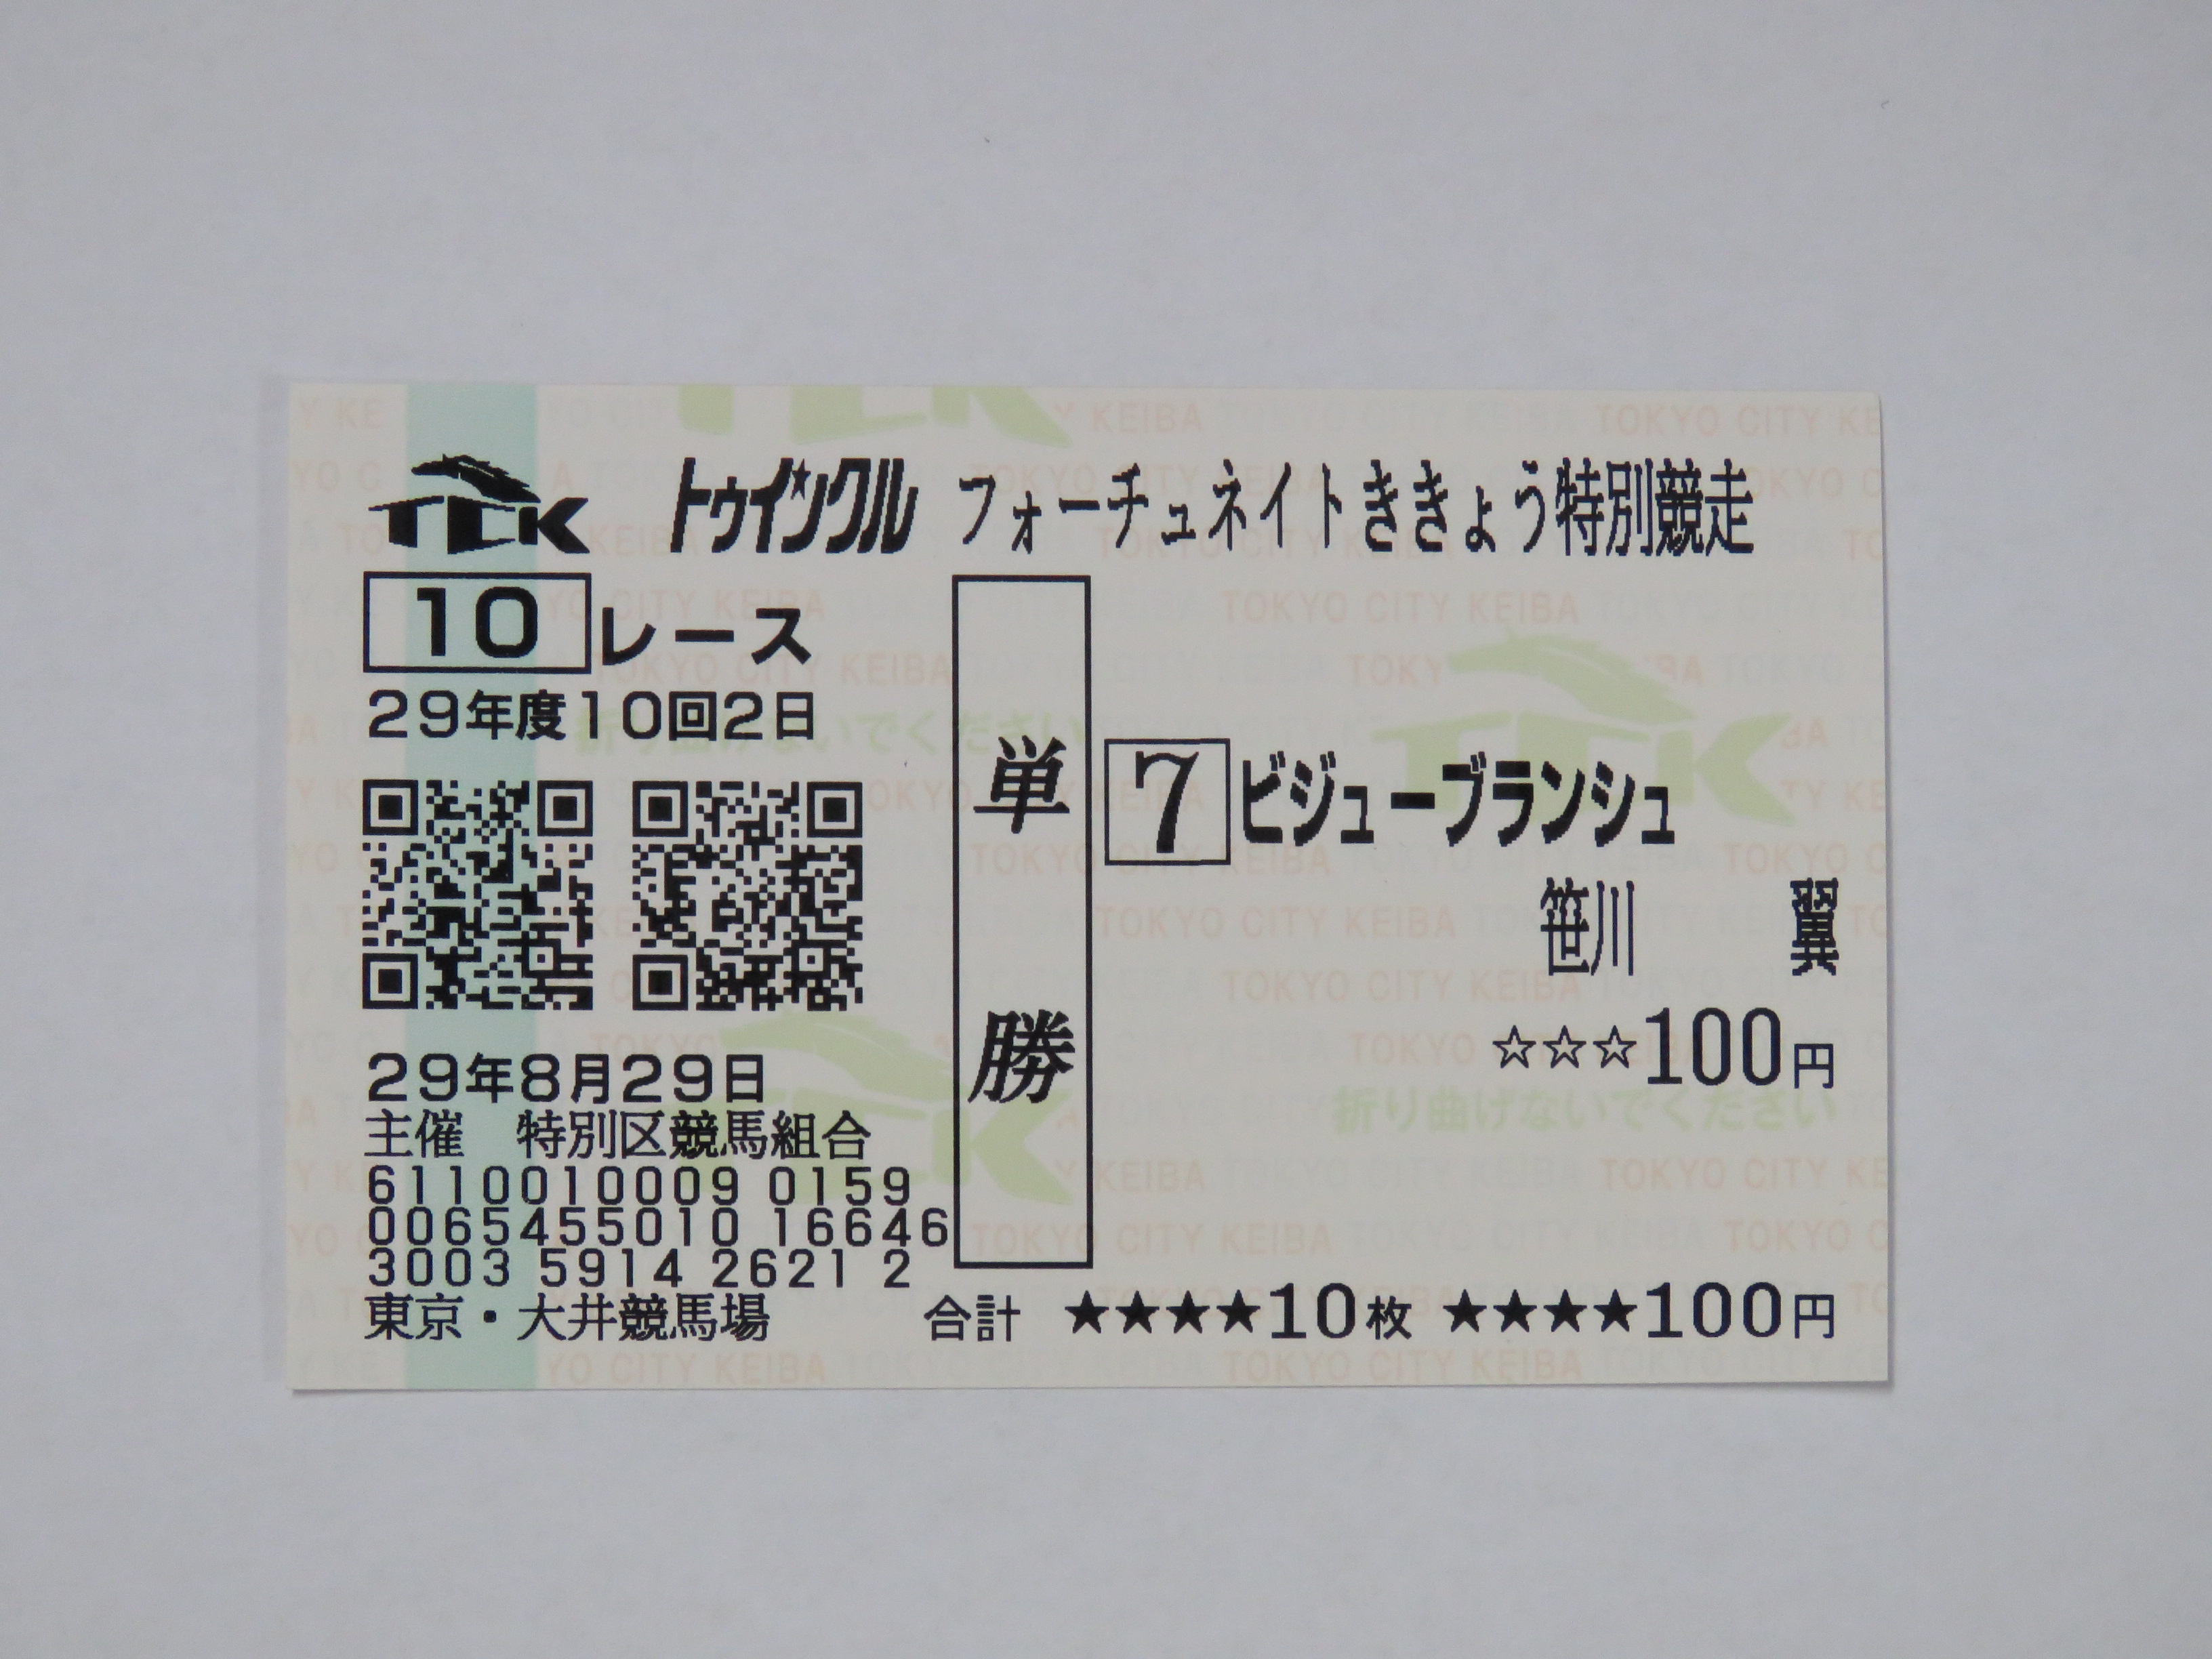 TCK トゥインクル フォーチュネイトききょう特別競走
10レース
29年度10回2日
単勝
7 ビジューブランシュ
笹川 翼
☆☆☆100円
29年8月29日
主催 特別区競馬組合
6110010009 0159
0065455010 16646
3003 5914 26212
東京・大井競馬場
合計 ★★★★10枚 ★★★★100円
TOKYO CITY KEIBA
折り曲げないでください